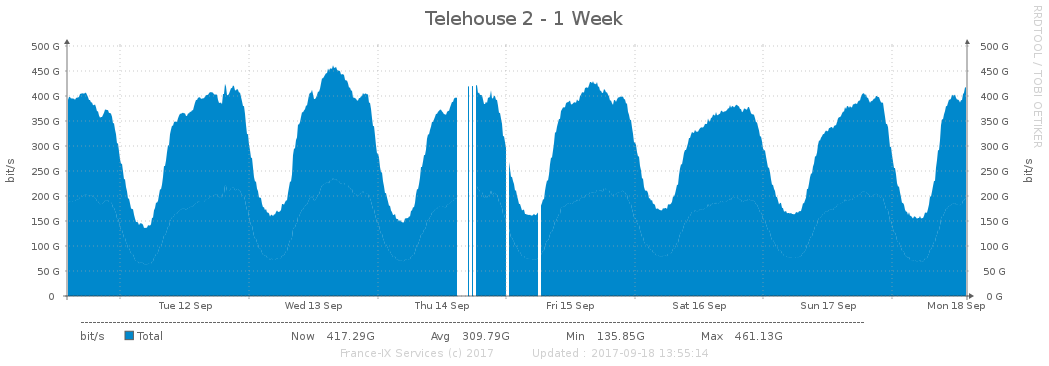 Telehouse 2 - 1 Week
RRDTOOL / TOBI OETIKER
500 G 500 G
450 G 450 G
400 G 400 G
350 G 350 G
300 G 300 G
250 G 250 G
200 G 200 G
150 G 150 G
100 G 100 G
50 G 50 G
0 0 G
bit/s bit/s
Tue 12 Sep Wed 13 Sep Thu 14 Sep Fri 15 Sep Sat 16 Sep Sun 17 Sep Mon 18 Sep
bit/s Total Now 417.29G Avg 309.79G Min 135.85G Max 461.13G
France-IX Services (c) 2017 Updated : 2017-09-18 13:55:14